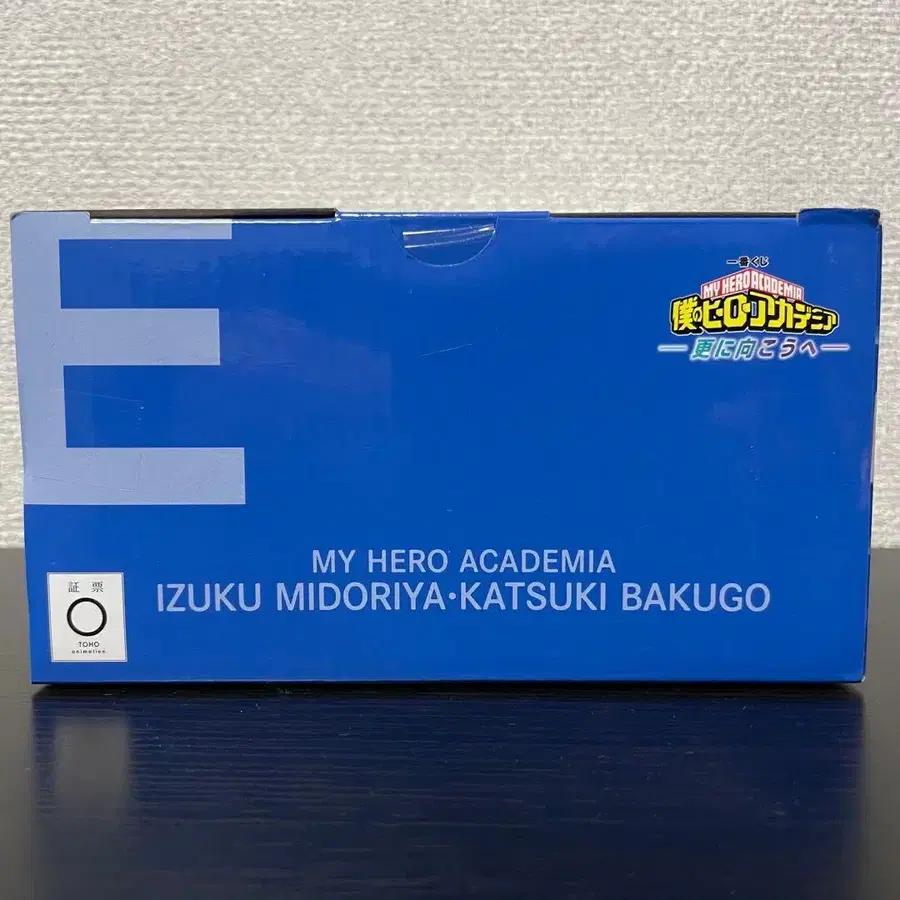 E
一番くじ
MY HERO ACADEMIA
僕のヒーローアカデミア
更に向こうへ
MY HERO ACADEMIA
IZUKU MIDORIYA・KATSUKI BAKUGO
証票
TOHO
animation